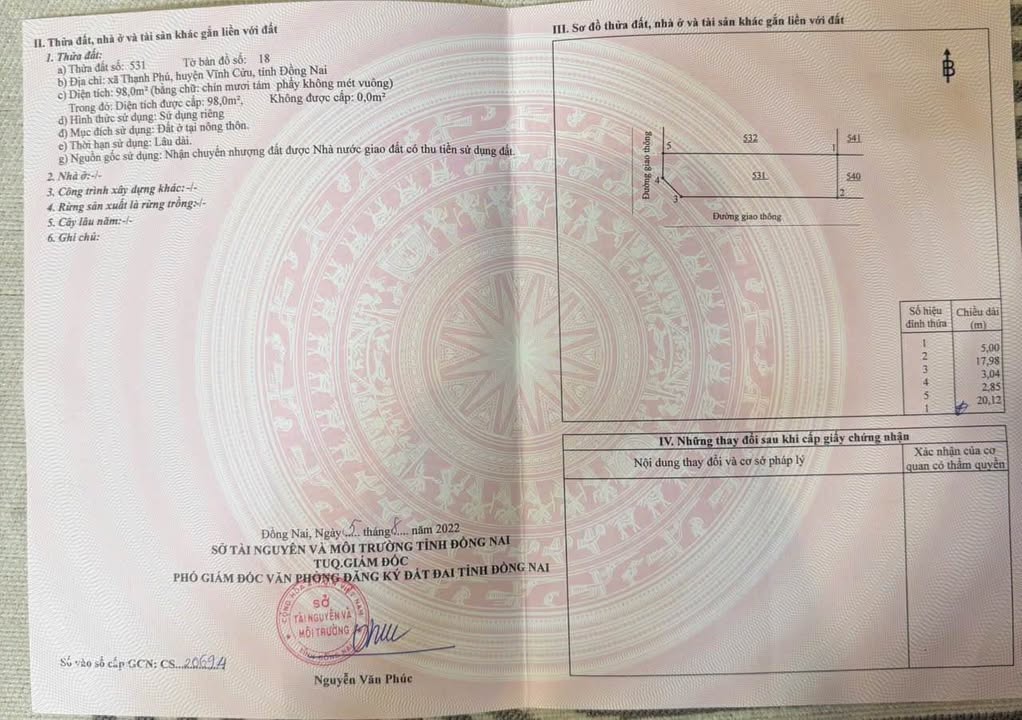 II. Thửa đất, nhà ở và tài sản khác gắn liền với đất
1. Thửa đất:
a) Thửa đất số: 531 Tờ bản đồ số: 18
b) Địa chỉ: xã Thạnh Phú, huyện Vĩnh Cửu, tỉnh Đồng Nai
c) Diện tích: 98,0m² (bằng chữ: chín mươi tám phẩy không mét vuông)
Trong đó: Diện tích được cấp: 98,0m², Không được cấp: 0,0m²
d) Hình thức sử dụng: Sử dụng riêng
đ) Mục đích sử dụng: Đất ở tại nông thôn.
e) Thời hạn sử dụng: Lâu dài.
g) Nguồn gốc sử dụng: Nhận chuyển nhượng đất được Nhà nước giao đất có thu tiền sử dụng đất.
2. Nhà ở:-/-
3. Công trình xây dựng khác:-/-
4. Rừng sản xuất là rừng trồng:-/-
5. Cây lâu năm:-/-
6. Ghi chú:
Đồng Nai, Ngày 5 tháng 8 năm 2022
SỞ TÀI NGUYÊN VÀ MÔI TRƯỜNG TỈNH ĐỒNG NAI
TUQ.GIÁM ĐỐC
PHÓ GIÁM ĐỐC VĂN PHÒNG ĐĂNG KÝ ĐẤT ĐAI TỈNH ĐỒNG NAI
SỞ
TÀI NGUYÊN VÀ
MÔI TRƯỜNG
Nguyễn Văn Phúc
Số vào sổ cấp GCN: CS...20694
III. Sơ đồ thửa đất, nhà ở và tài sản khác gắn liền với đất
B
Đường giao thông
5
532
1
541
4
531
540
3
2
Đường giao thông
Số hiệu đỉnh thửa
Chiều dài (m)
1
5,00
2
17,98
3
3,04
4
2,85
5
20,12
1
IV. Những thay đổi sau khi cấp giấy chứng nhận
Nội dung thay đổi và cơ sở pháp lý
Xác nhận của cơ
quan có thẩm quyền